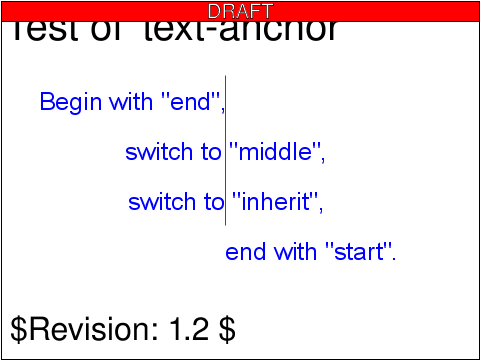 DRAFT
Test of 'text-anchor'
Begin with "end",
switch to "middle",
switch to "inherit",
end with "start".
$Revision: 1.2 $